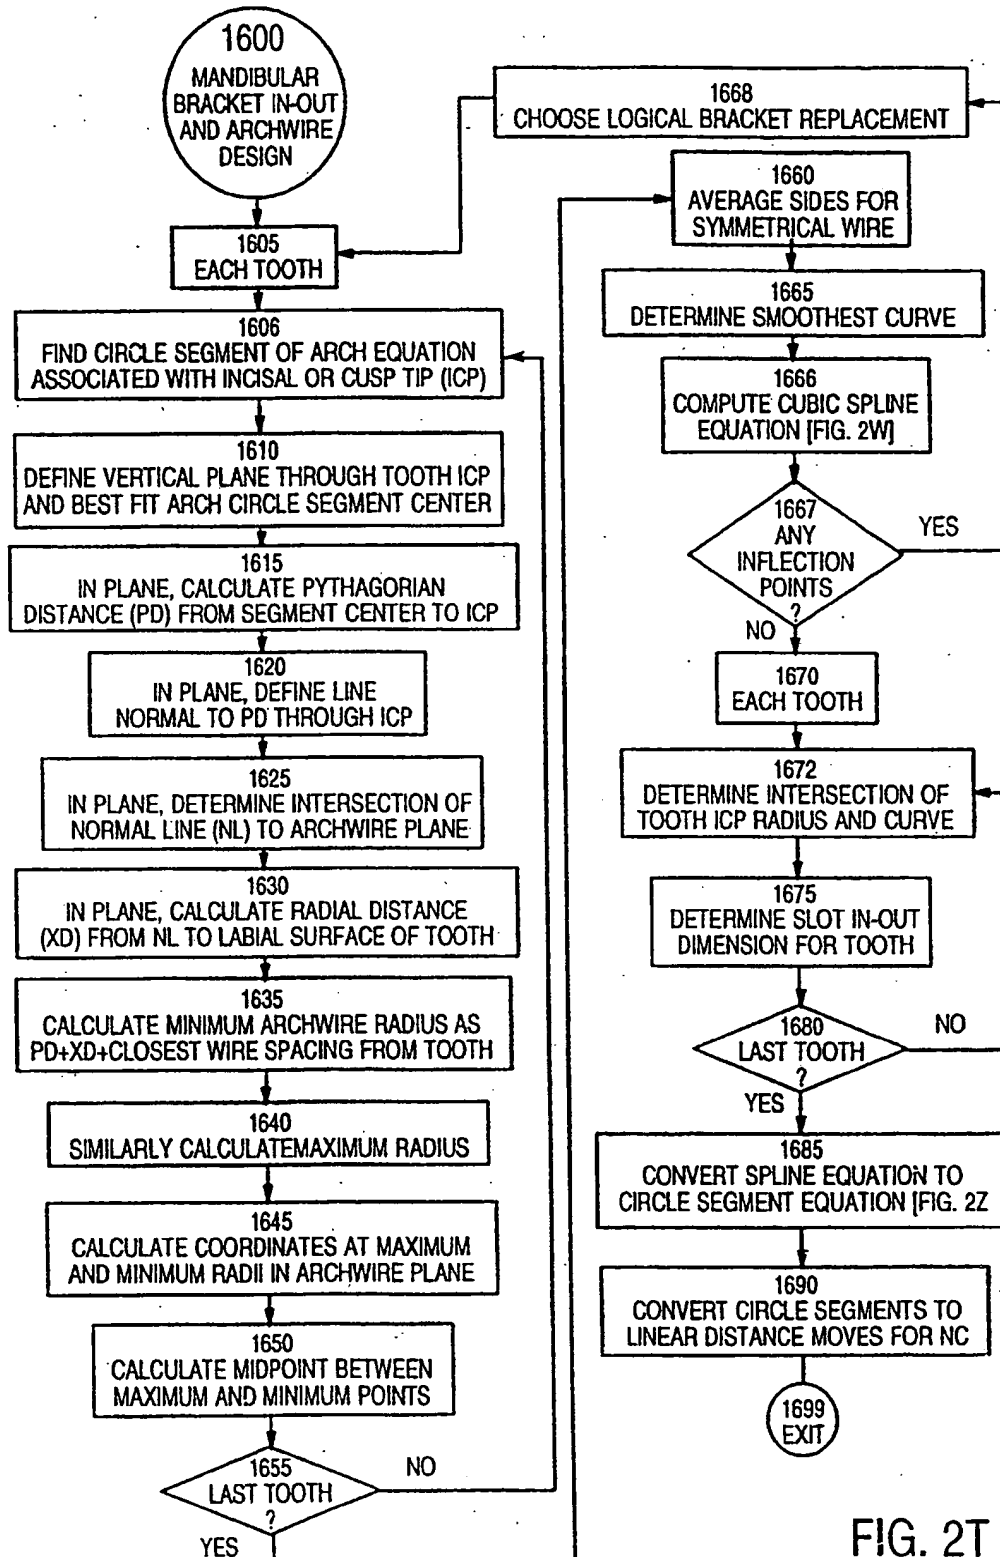 1600
MANDIBULAR
BRACKET IN-OUT
AND ARCHWIRE
DESIGN
1605
EACH TOOTH
1606
FIND CIRCLE SEGMENT OF ARCH EQUATION
ASSOCIATED WITH INCISAL OR CUSP TIP (ICP)
1610
DEFINE VERTICAL PLANE THROUGH TOOTH ICP
AND BEST FIT ARCH CIRCLE SEGMENT CENTER
1615
IN PLANE, CALCULATE PYTHAGORIAN
DISTANCE (PD) FROM SEGMENT CENTER TO ICP
1620
IN PLANE, DEFINE LINE
NORMAL TO PD THROUGH ICP
1625
IN PLANE, DETERMINE INTERSECTION OF
NORMAL LINE (NL) TO ARCHWIRE PLANE
1630
IN PLANE, CALCULATE RADIAL DISTANCE
(XD) FROM NL TO LABIAL SURFACE OF TOOTH
1635
CALCULATE MINIMUM ARCHWIRE RADIUS AS
PD+XD+CLOSEST WIRE SPACING FROM TOOTH
1640
SIMILARLY CALCULATEMAXIMUM RADIUS
1645
CALCULATE COORDINATES AT MAXIMUM
AND MINIMUM RADII IN ARCHWIRE PLANE
1650
CALCULATE MIDPOINT BETWEEN
MAXIMUM AND MINIMUM POINTS
1655
LAST TOOTH
?
NO
YES
1668
CHOOSE LOGICAL BRACKET REPLACEMENT
1660
AVERAGE SIDES FOR
SYMMETRICAL WIRE
1665
DETERMINE SMOOTHEST CURVE
1666
COMPUTE CUBIC SPLINE
EQUATION [FIG. 2W]
1667
ANY
INFLECTION
POINTS
?
YES
NO
1670
EACH TOOTH
1672
DETERMINE INTERSECTION OF
TOOTH ICP RADIUS AND CURVE
1675
DETERMINE SLOT IN-OUT
DIMENSION FOR TOOTH
1680
LAST TOOTH
?
NO
YES
1685
CONVERT SPLINE EQUATION TO
CIRCLE SEGMENT EQUATION [FIG. 2Z
1690
CONVERT CIRCLE SEGMENTS TO
LINEAR DISTANCE MOVES FOR NC
1699
EXIT
FIG. 2T